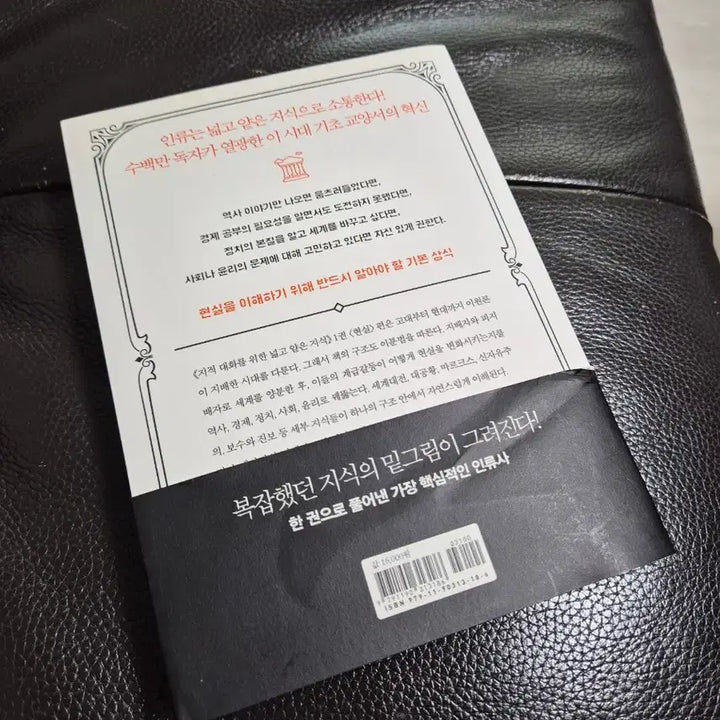 인류는 넓고 얕은 지식으로 소통한다!
수백만 독자가 열광한 이 시대 기초 교양서의 혁신
역사 이야기만 나오면 움츠러들었다면,
경제 공부의 필요성을 알면서도 도전하지 못했다면,
정치의 본질을 알고 세계를 바꾸고 싶다면,
사회나 윤리의 문제에 대해 고민하고 있다면 자신 있게 권한다.
현실을 이해하기 위해 반드시 알아야 할 기본 상식
《지적 대화를 위한 넓고 얕은 지식》 1권 〈현실〉 편은 고대부터 현대까지 이원론
이 지배한 시대를 다룬다. 그래서 책의 구조도 이분법을 따른다. 지배자와 피지
배자로 세계를 양분한 후, 이들의 계급갈등이 어떻게 현실을 변화시키는지를
역사, 경제, 정치, 사회, 윤리로 꿰뚫는다. 세계대전, 대공황, 마르크스, 신자유주
의, 보수와 진보 등 세부 지식들이 하나의 구조 안에서 자연스럽게 이해된다.
복잡했던 지식의 밑그림이 그려진다!
한 권으로 풀어낸 가장 핵심적인 인류사
값 16,000원
03100
9 791190 313186
ISBN 979-11-90313-18-6